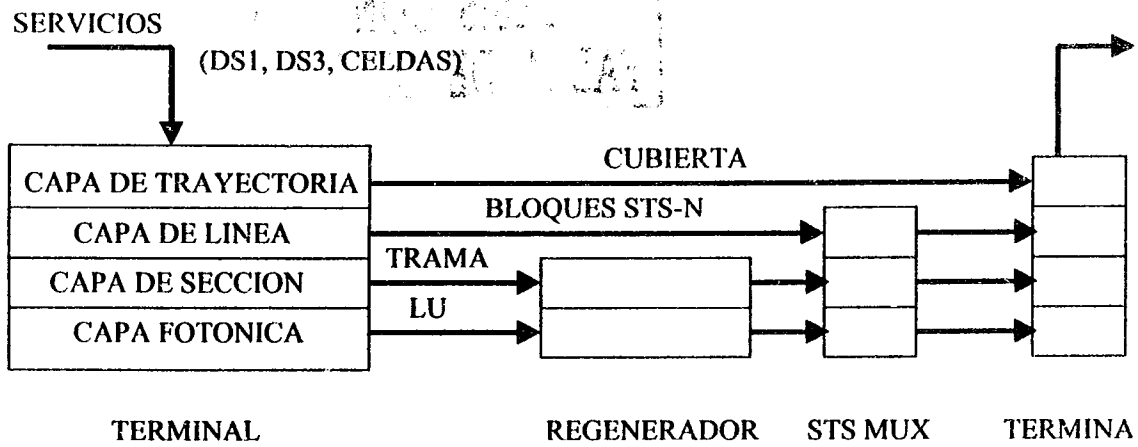 SERVICIOS
(DS1, DS3, CELDAS)
CUBIERTA
CAPA DE TRAYECTORIA
BLOQUES STS-N
CAPA DE LINEA
TRAMA
CAPA DE SECCION
LU
CAPA FOTONICA
TERMINAL REGENERADOR STS MUX TERMINA